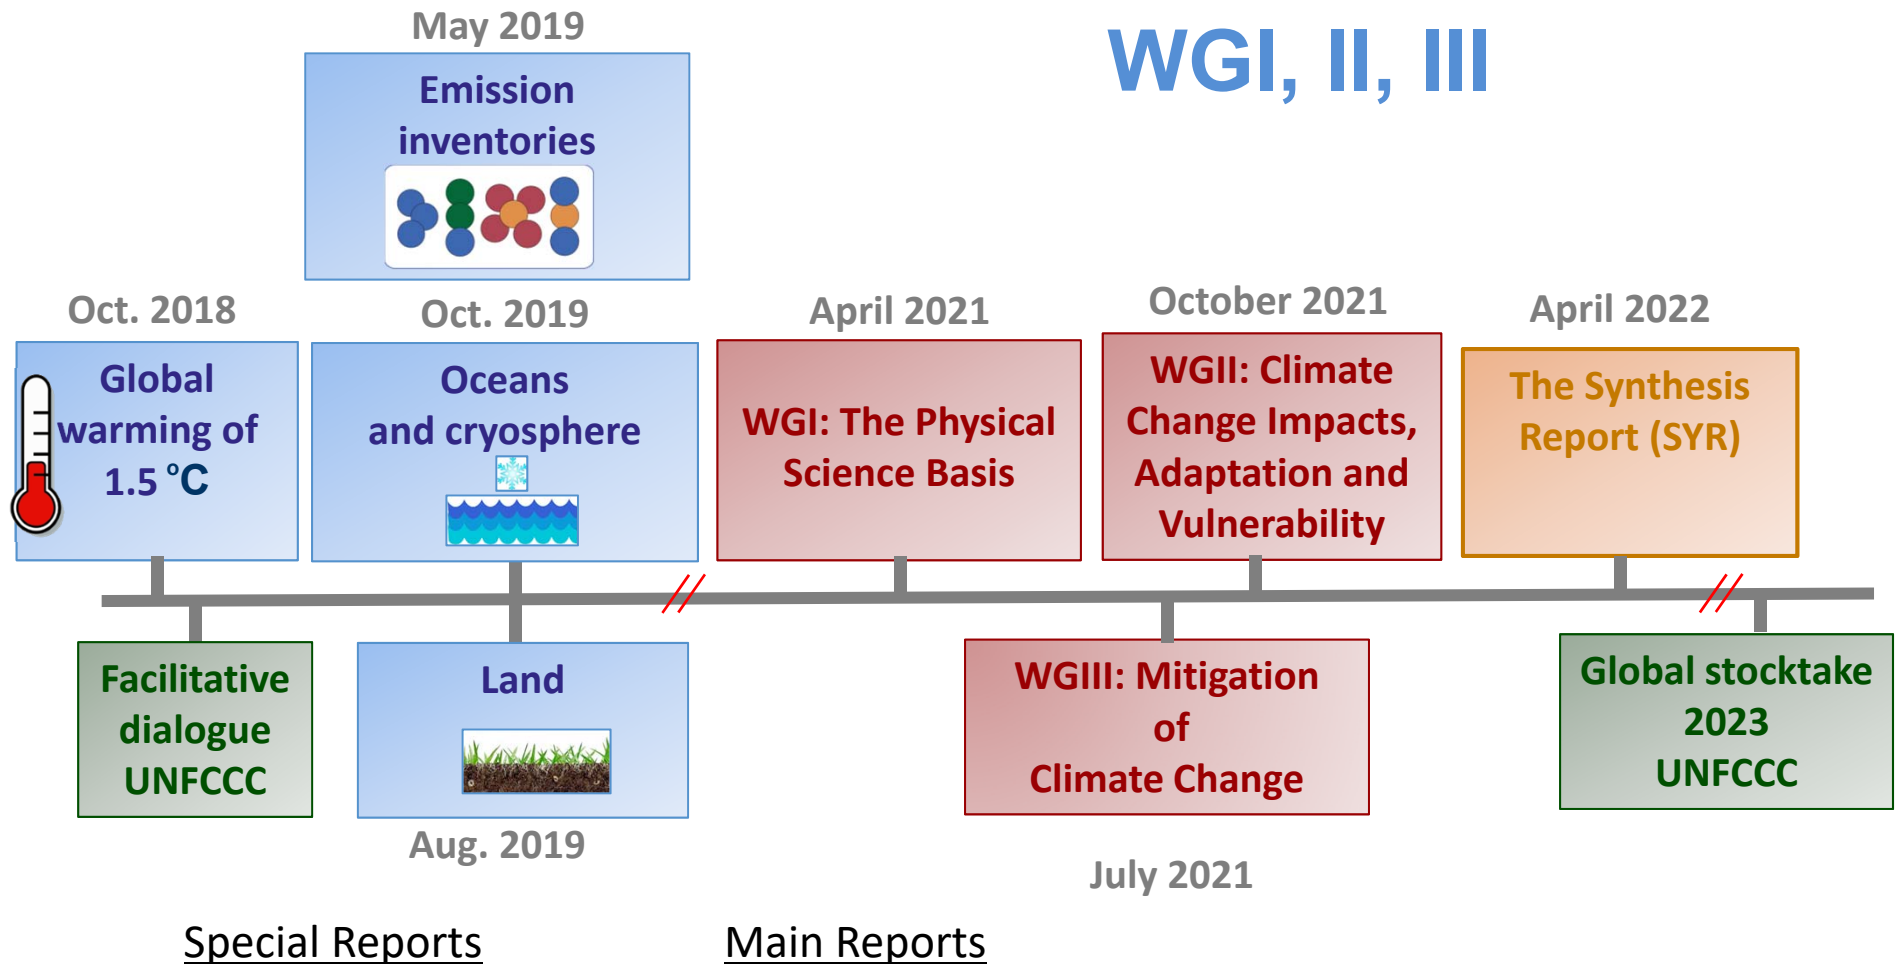 May 2019
WGI, II, III
Emission
inventories
Oct. 2018
Oct. 2019
April 2021
October 2021
April 2022
Global
warming of
1.5 °C
Oceans
and cryosphere
WGI: The Physical
Science Basis
WGII: Climate
Change Impacts,
Adaptation and
Vulnerability
The Synthesis
Report (SYR)
Facilitative
dialogue
UNFCCC
Land
WGIII: Mitigation
of
Climate Change
Global stocktake
2023
UNFCCC
Aug. 2019
July 2021
Special Reports
Main Reports